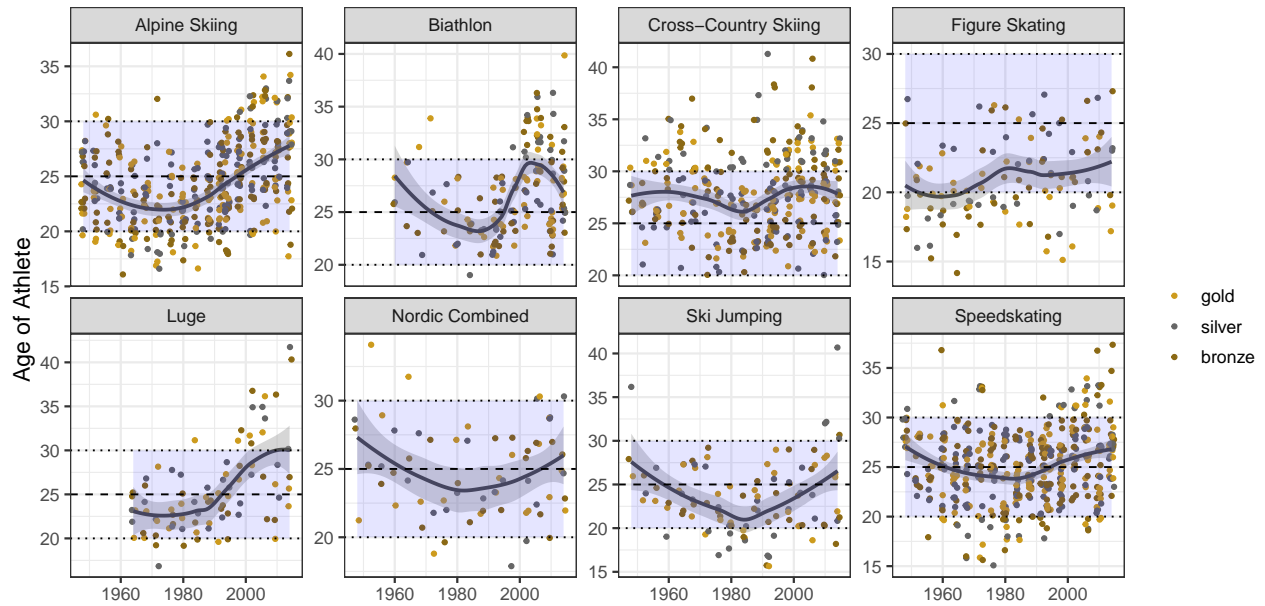 Alpine Skiing
Biathlon
Cross−Country Skiing
Figure Skating
35
30
25
20
15
40
35
30
25
20
40
35
30
25
20
30
25
20
15
Luge
Nordic Combined
Ski Jumping
Speedskating
40
35
30
25
20
35
30
25
20
40
35
30
25
20
15
35
30
25
20
15
1960 1980 2000
1960 1980 2000
1960 1980 2000
1960 1980 2000
Age of Athlete
gold
silver
bronze